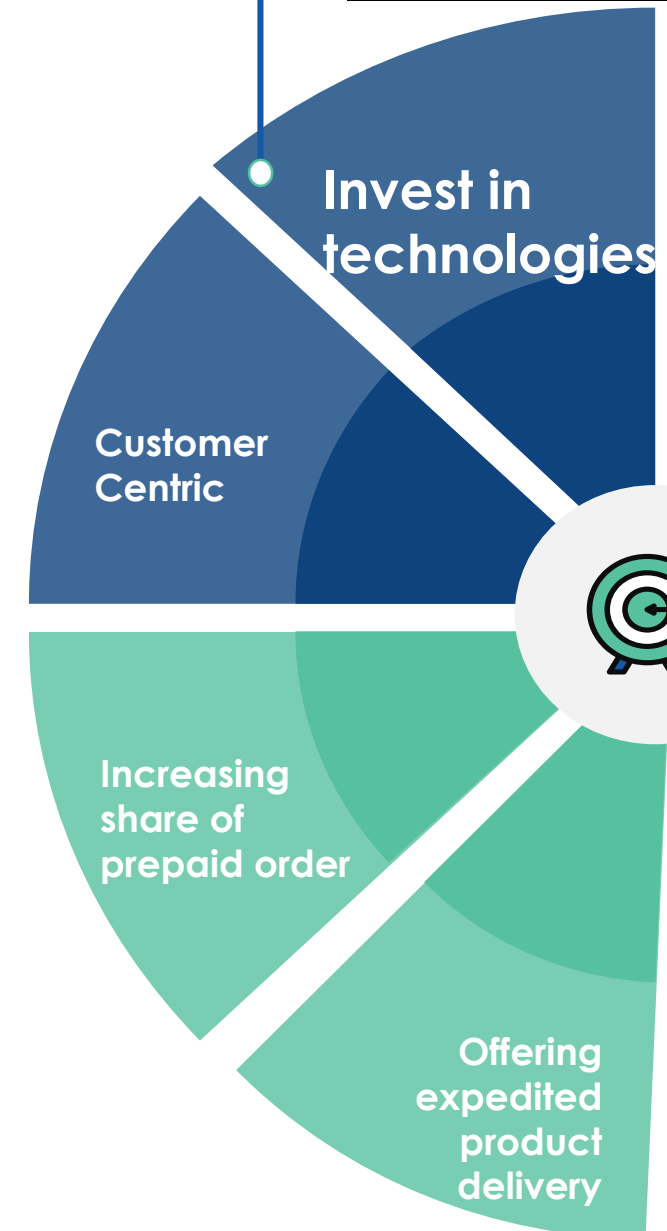 Invest in
technologies
Customer
Centric
Increasing
share of
prepaid order
Offering
expedited
product
delivery